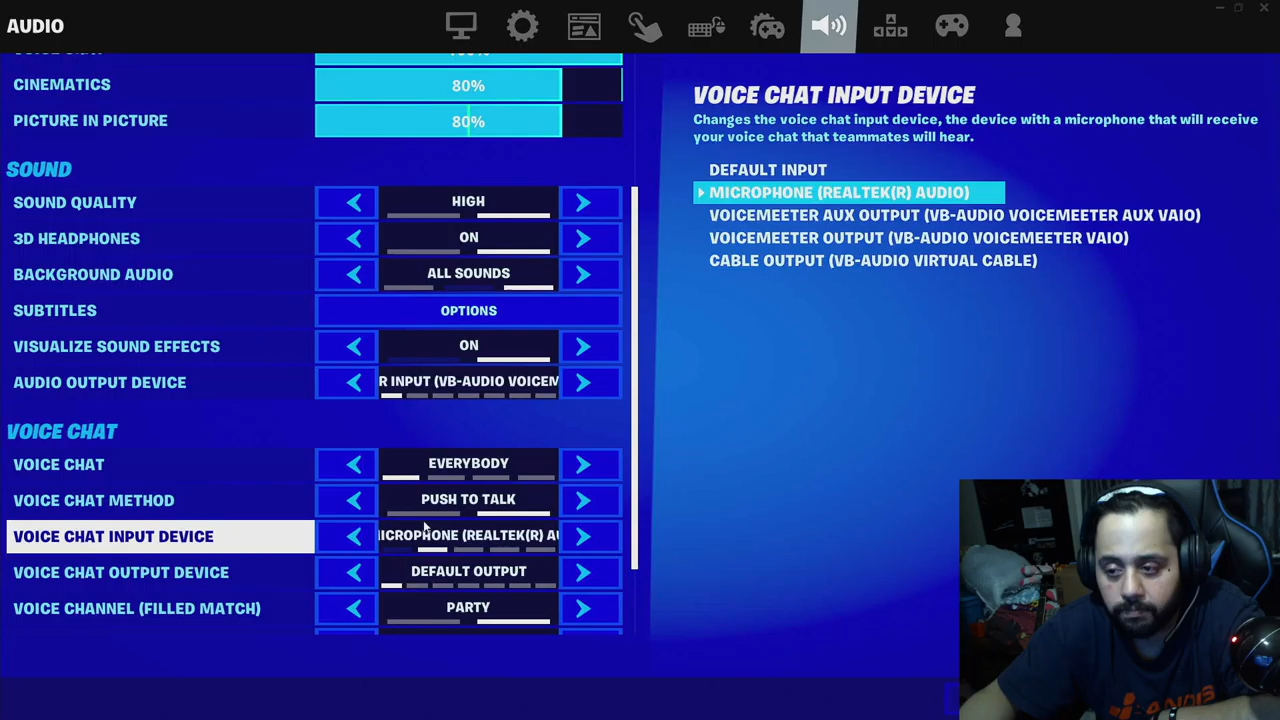 AUDIO
CINEMATICS 80%
PICTURE IN PICTURE 80%
SOUND
SOUND QUALITY HIGH
3D HEADPHONES ON
BACKGROUND AUDIO ALL SOUNDS
SUBTITLES OPTIONS
VISUALIZE SOUND EFFECTS ON
AUDIO OUTPUT DEVICE R INPUT (VB-AUDIO VOICEM
VOICE CHAT
VOICE CHAT EVERYBODY
VOICE CHAT METHOD PUSH TO TALK
VOICE CHAT INPUT DEVICE ICROPHONE (REALTEK(R) AU
VOICE CHAT OUTPUT DEVICE DEFAULT OUTPUT
VOICE CHANNEL (FILLED MATCH) PARTY
VOICE CHAT INPUT DEVICE
Changes the voice chat input device, the device with a microphone that will receive
your voice chat that teammates will hear.
DEFAULT INPUT
MICROPHONE (REALTEK(R) AUDIO)
VOICEMEETER AUX OUTPUT (VB-AUDIO VOICEMEETER AUX VAIO)
VOICEMEETER OUTPUT (VB-AUDIO VOICEMEETER VAIO)
CABLE OUTPUT (VB-AUDIO VIRTUAL CABLE)